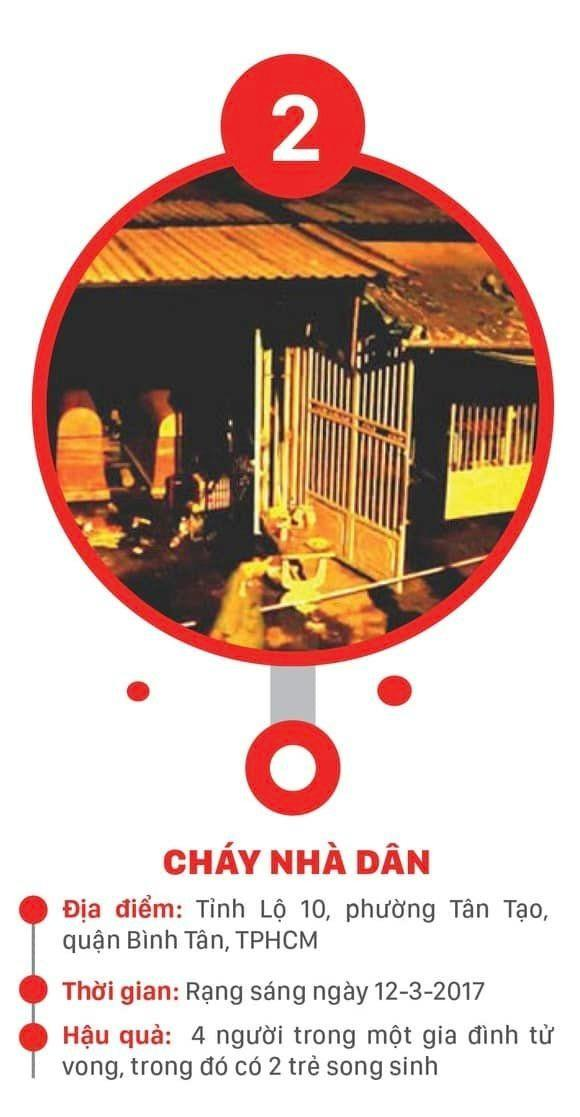 2
CHÁY NHÀ DÂN
Địa điểm: Tỉnh Lộ 10, phường Tân Tạo,
quận Bình Tân, TPHCM
Thời gian: Rạng sáng ngày 12-3-2017
Hậu quả: 4 người trong một gia đình tử
vong, trong đó có 2 trẻ song sinh